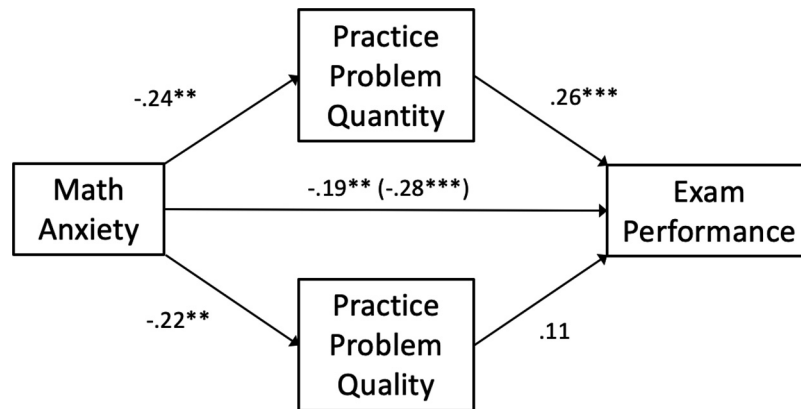 Practice
Problem
Quantity
-.24**
.26***
Math
Anxiety
-.19** (-.28***)
Exam
Performance
-.22**
.11
Practice
Problem
Quality